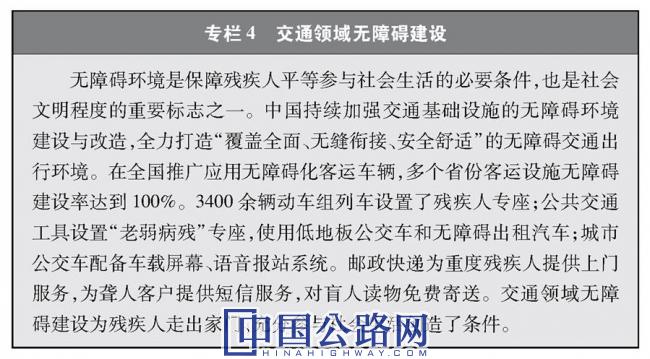 专栏4 交通领域无障碍建设
无障碍环境是保障残疾人平等参与社会生活的必要条件,也是社会
文明程度的重要标志之一。中国持续加强交通基础设施的无障碍环境
建设与改造,全力打造“覆盖全面、无缝衔接、安全舒适”的无障碍交通出
行环境。在全国推广应用无障碍化客运车辆,多个省份客运设施无障碍
建设率达到100%。3400余辆动车组列车设置了残疾人专座;公共交通
工具设置“老弱病残”专座,使用低地板公交车和无障碍出租汽车;城市
公交车配备车载屏幕、语音报站系统。邮政快递为重度残疾人提供上门
服务,为聋人客户提供短信服务,对盲人读物免费寄送。交通领域无障
碍建设为残疾人走出家 造了条件。
中国公路网
CHINAHIGHWAY.COM